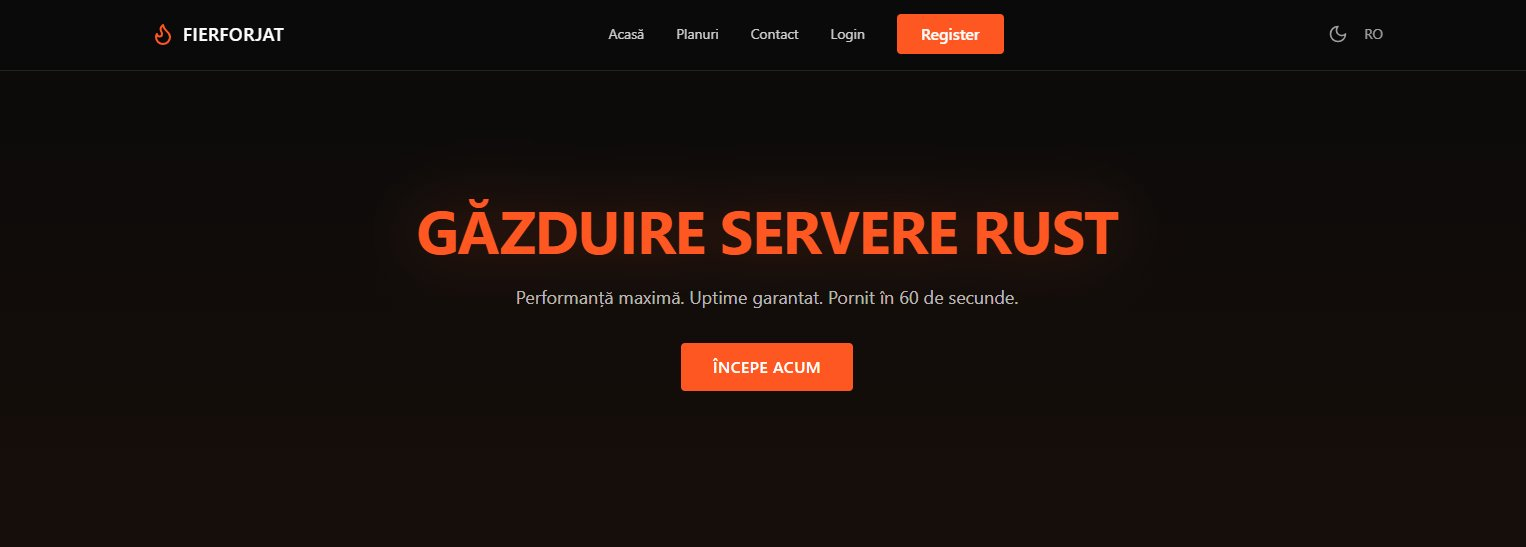 FIERFORJAT
Acasă
Planuri
Contact
Login
Register
RO
GĂZDUIRE SERVERE RUST
Performanță maximă. Uptime garantat. Pornit în 60 de secunde.
ÎNCEPE ACUM